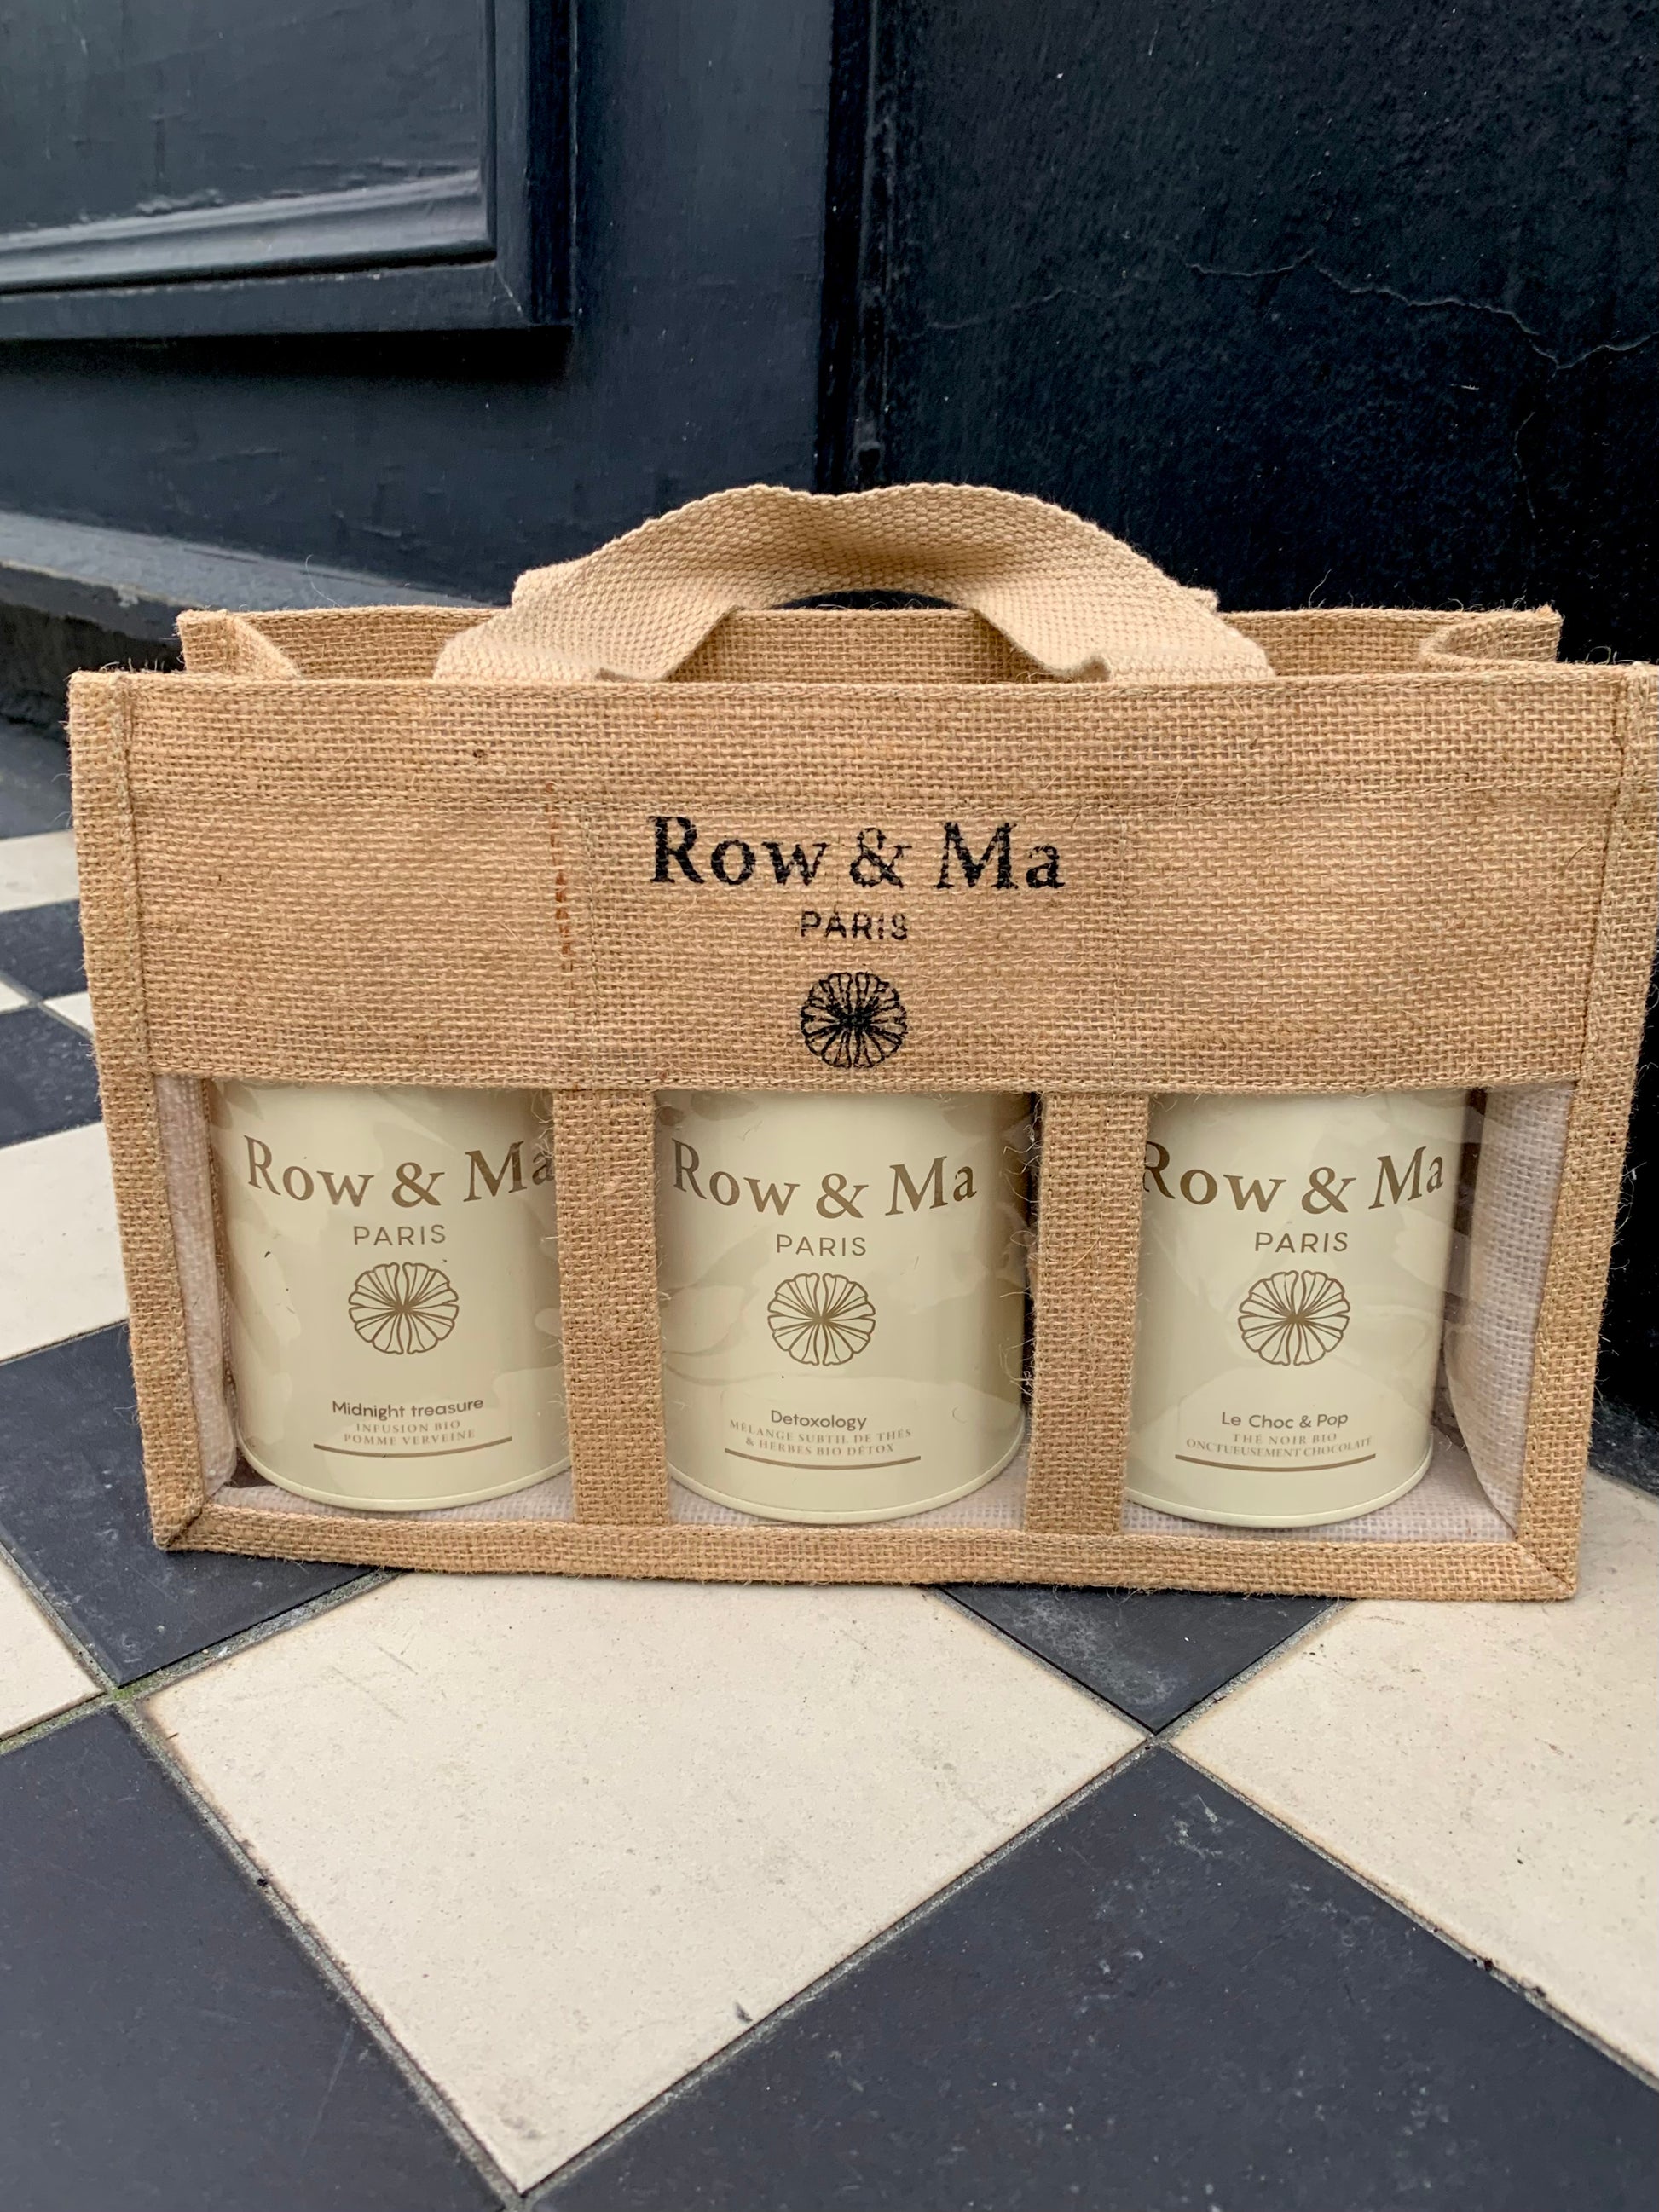 Row & Ma
PARIS
Row & Ma
PARIS
Midnight treasure
INFUSION BIO
POMME VERVEINE
Row & Ma
PARIS
Detoxology
MÉLANGE SUBTIL DE THÉS
& HERBES BIO DÉTOX
Row & Ma
PARIS
Le Choc & Pop
THÉ NOIR BIO
ONCTUEUSEMENT CHOCOLATÉ